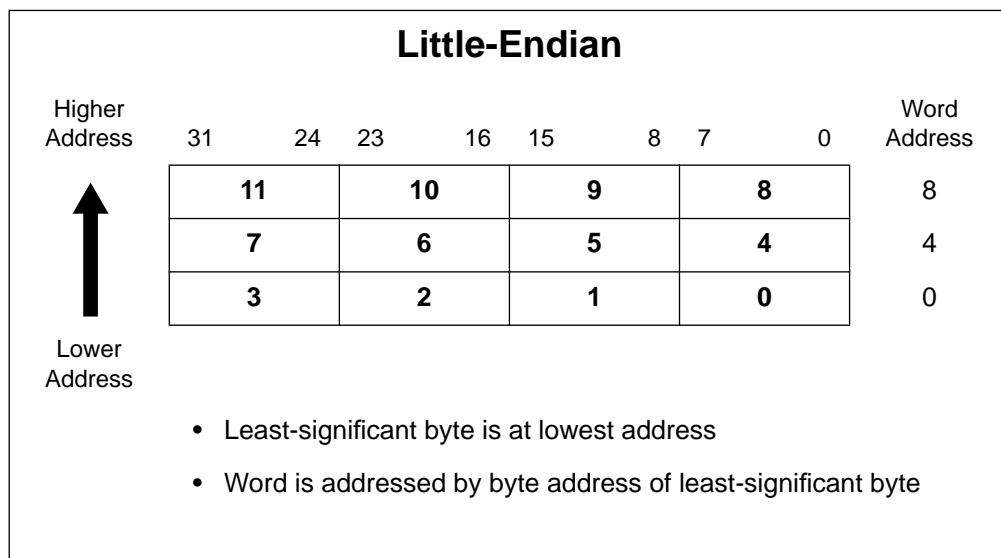 Little-Endian
Higher
Address
31 24 23 16 15 8 7 0
Word
Address
11 10 9 8 8
7 6 5 4 4
3 2 1 0 0
Lower
Address
• Least-significant byte is at lowest address
• Word is addressed by byte address of least-significant byte